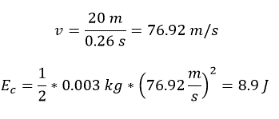 v = 20 m / 0.26 s = 76.92 m/s
E_c = 1/2 * 0.003 kg * (76.92 m/s)^2 = 8.9 J